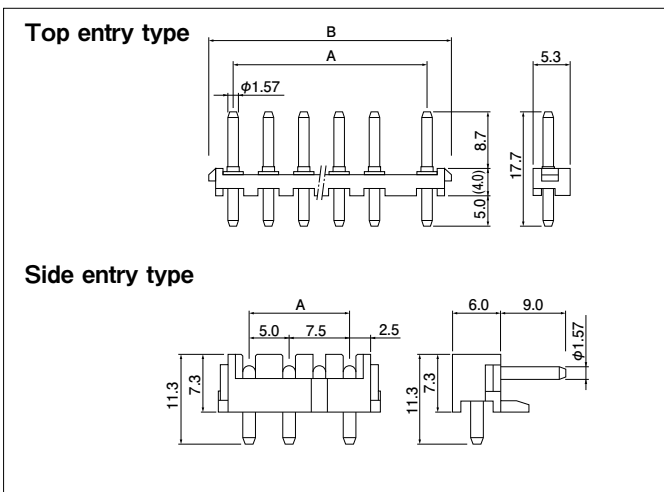 Top entry type
B
A
5.3
φ1.57
8.7
(4.0)
5.0
17.7
Side entry type
A
5.0
7.5
2.5
11.3
7.3
6.0
9.0
φ1.57
11.3
7.3